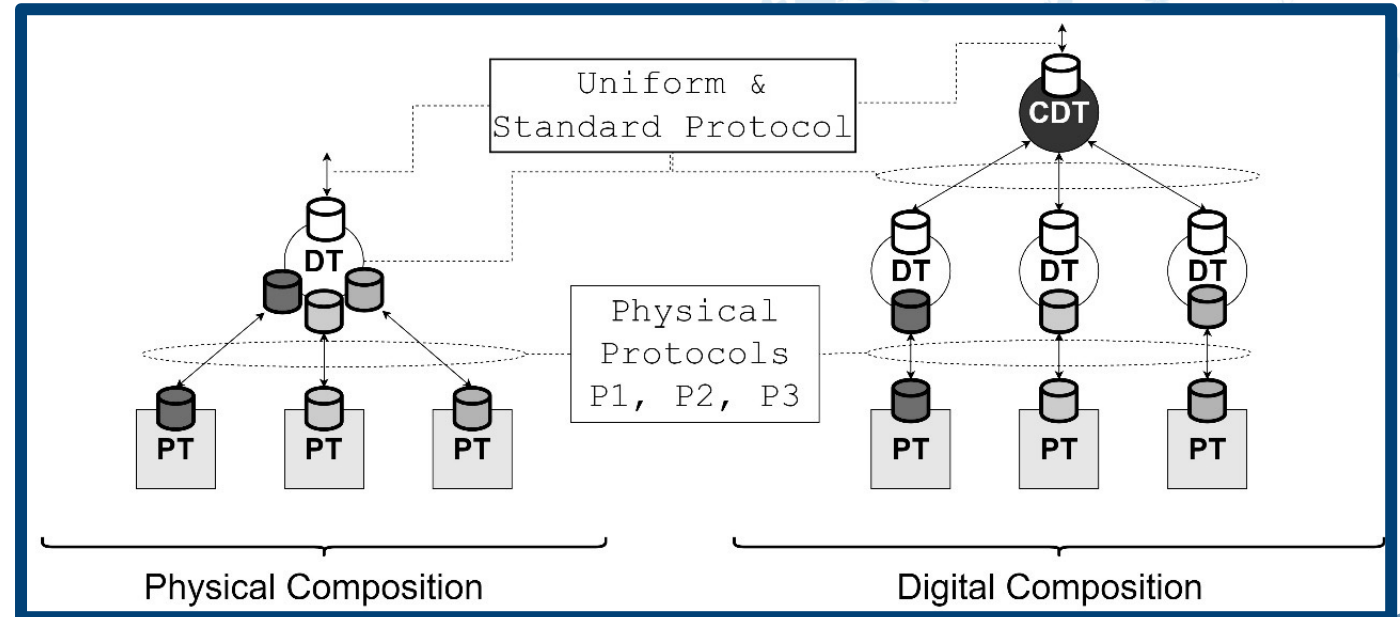 Uniform &
Standard Protocol
CDT
DT
DT
DT
DT
Physical
Protocols
P1, P2, P3
PT
PT
PT
PT
PT
PT
Physical Composition
Digital Composition